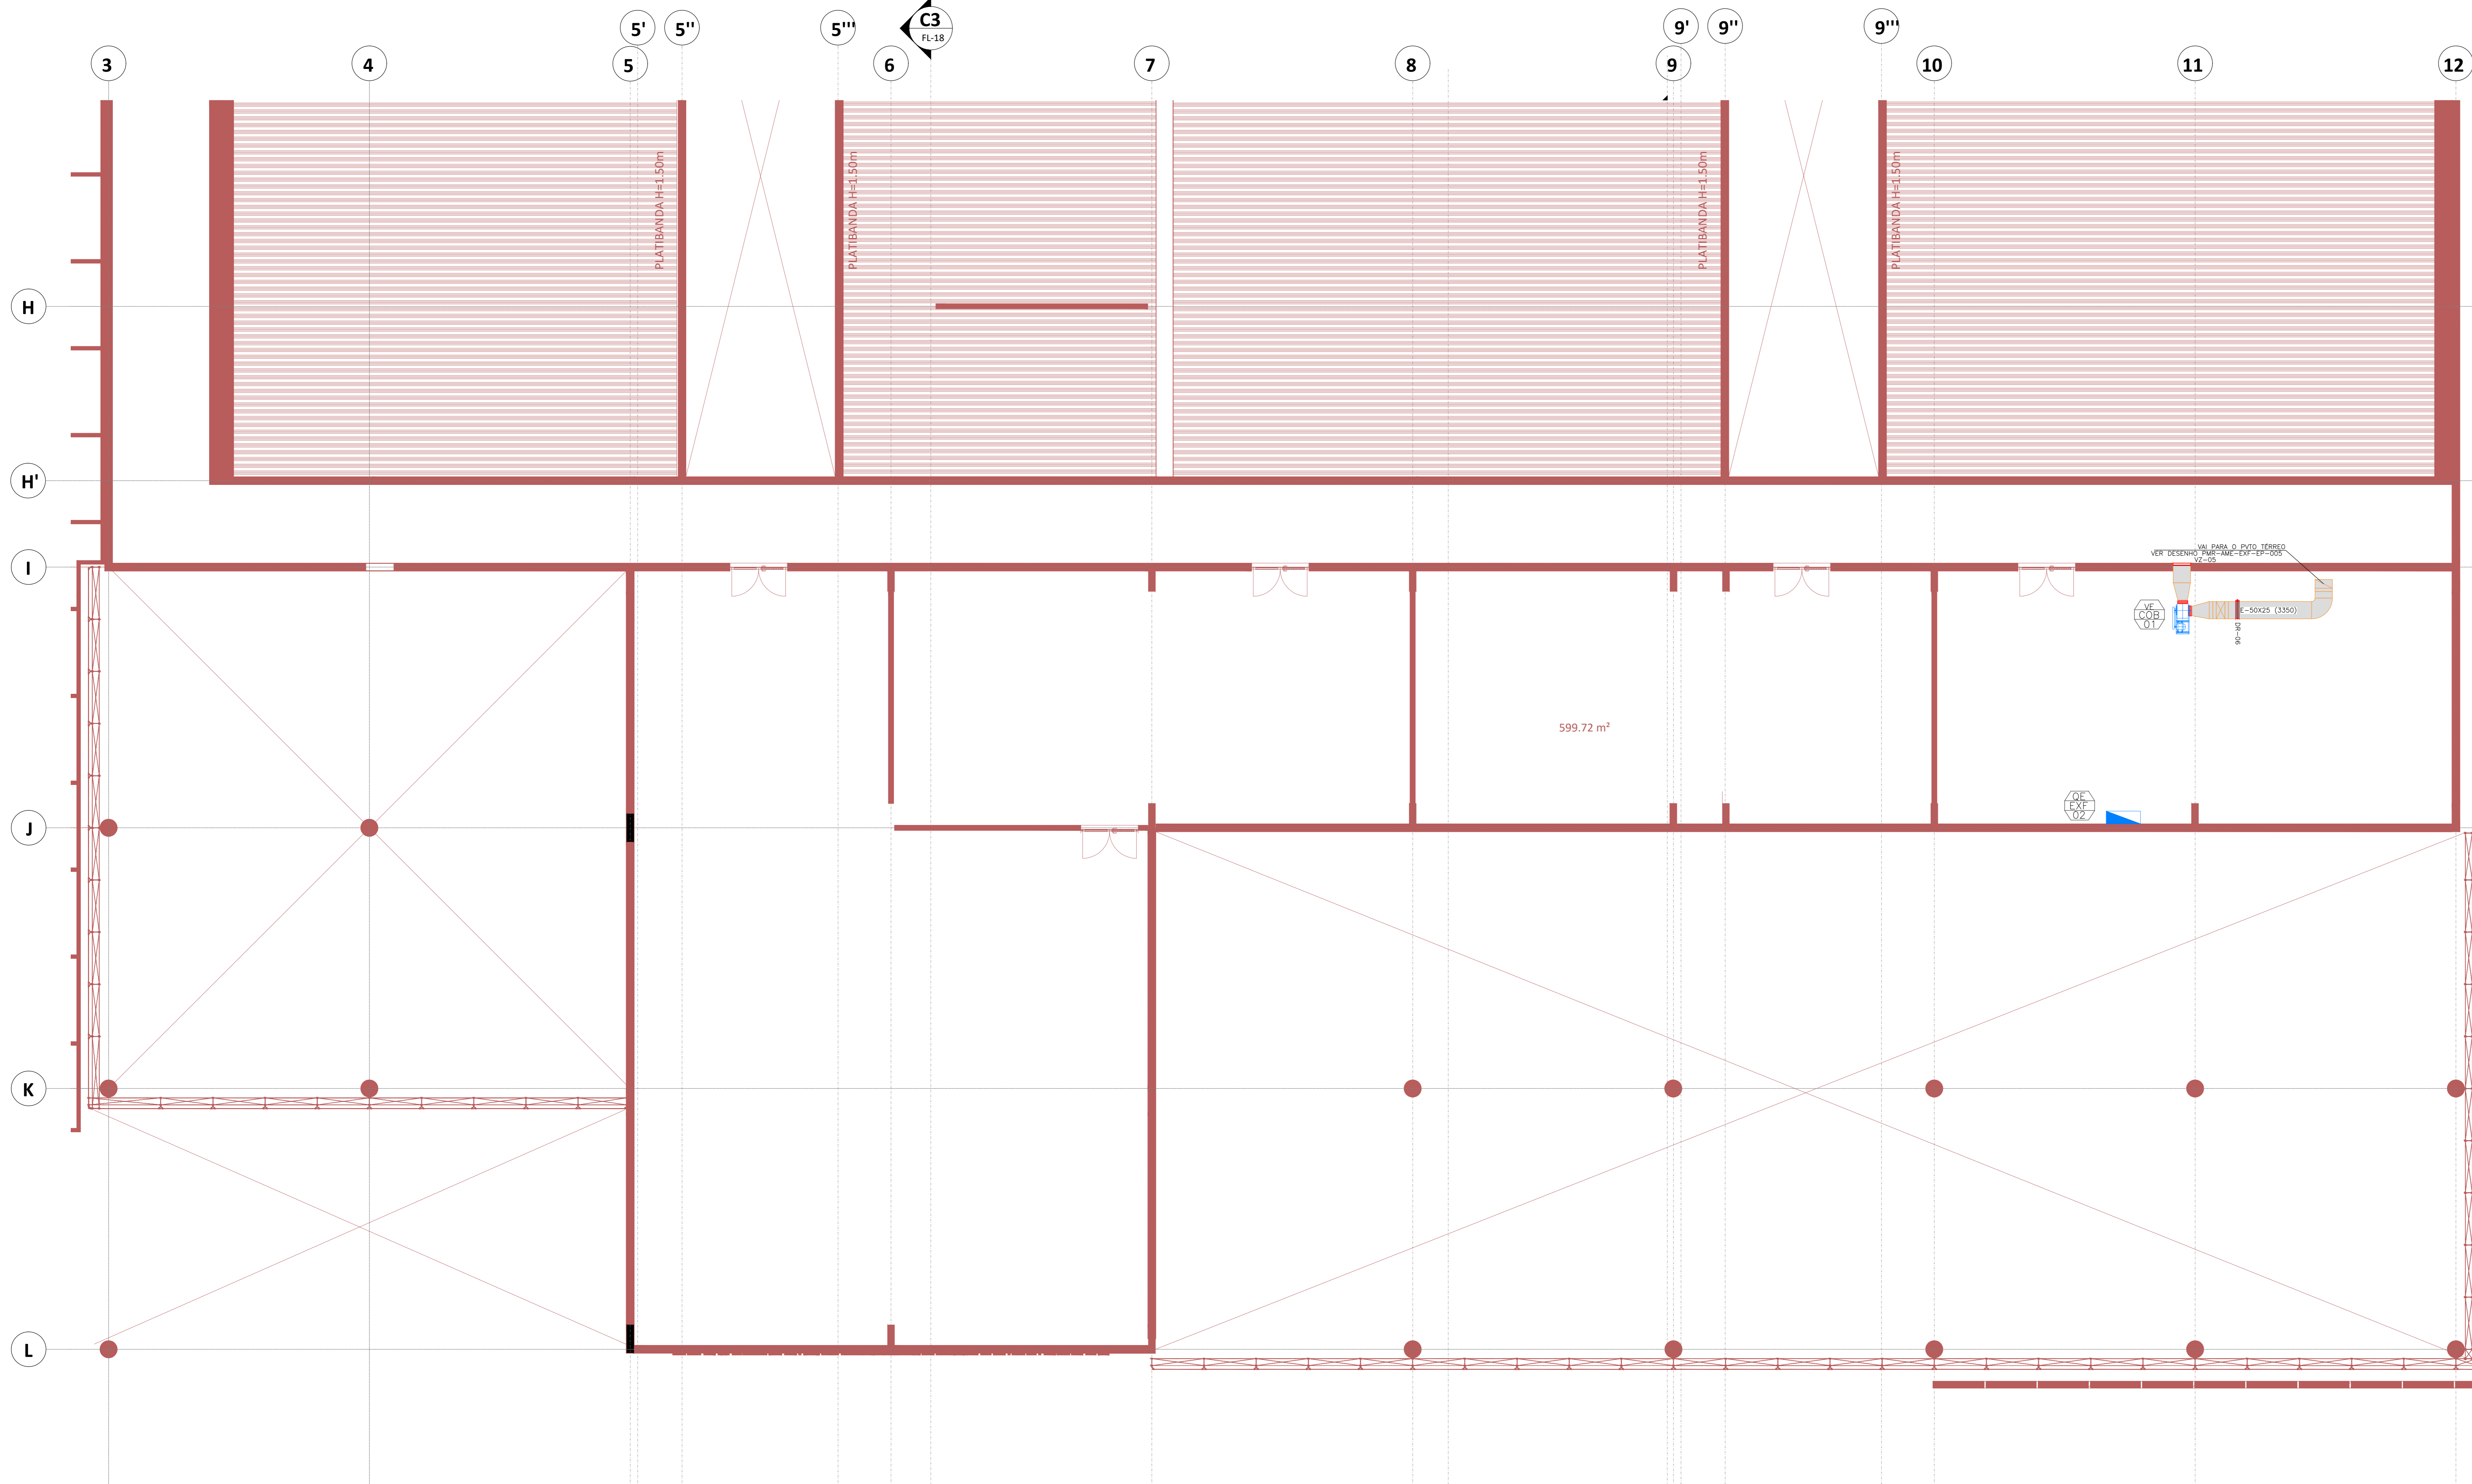 5'
5''
5'''
C3
FL-18
9'
9''
9'''
3
4
5
6
7
8
9
10
11
12
PLATIBANDA H=1.50m
PLATIBANDA H=1.50m
PLATIBANDA H=1.50m
PLATIBANDA H=1.50m
H
H'
I
VAI PARA O PVTO TÉRREO
VER DESENHO PMR-AME-EXF-EP-005
VZ-05
VE
COB
01
E-50X25 (3350)
DR-06
599.72 m²
QE
EXF
02
J
K
L